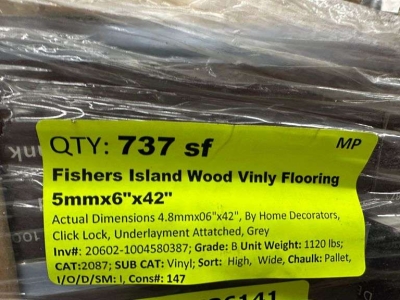 QTY: 737 sf
MP
Fishers Island Wood Vinly Flooring
5mmx6"x42"
Actual Dimensions 4.8mmx06"x42", By Home Decorators,
Click Lock, Underlayment Attatched, Grey
Inv#: 20602-1004580387; Grade: B Unit Weight: 1120 lbs;
CAT:2087; SUB CAT: Vinyl; Sort: High, Wide, Chaulk: Pallet,
I/O/D/SM: I, Cons#: 147